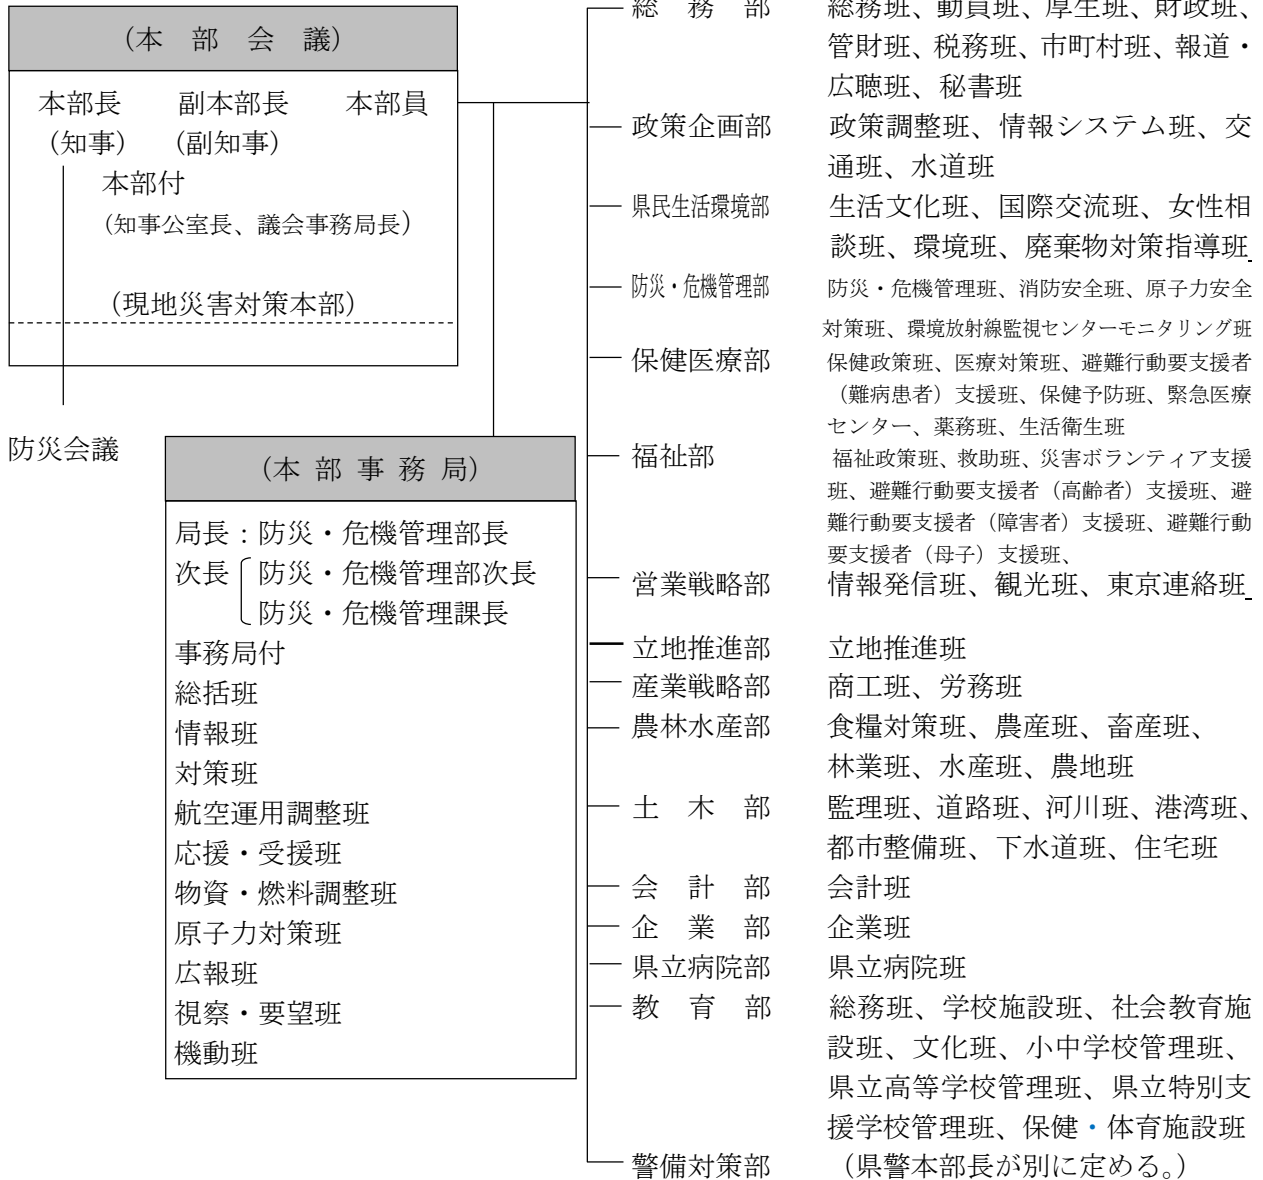 (本 部 会 議)
本部長 副本部長 本部員
(知事) (副知事)
本部付
(知事公室長、議会事務局長)
(現地災害対策本部)
防災会議
(本 部 事 務 局)
局長：防災・危機管理部長
次長 防災・危機管理部次長
防災・危機管理課長
事務局付
総括班
情報班
対策班
航空運用調整班
応援・受援班
物資・燃料調整班
原子力対策班
広報班
視察・要望班
機動班
総 務 部 総務班、動員班、厚生班、財政班、
管財班、税務班、市町村班、報道・
広聴班、秘書班
政策企画部 政策調整班、情報システム班、交
通班、水道班
県民生活環境部 生活文化班、国際交流班、女性相
談班、環境班、廃棄物対策指導班
防災・危機管理部 防災・危機管理班、消防安全班、原子力安全
対策班、環境放射線監視センターモニタリング班
保健医療部 保健政策班、医療対策班、避難行動要支援者
(難病患者)支援班、保健予防班、緊急医療
センター、薬務班、生活衛生班
福祉部 福祉政策班、救助班、災害ボランティア支援
班、避難行動要支援者(高齢者)支援班、避
難行動要支援者(障害者)支援班、避難行動
要支援者(母子)支援班、
営業戦略部 情報発信班、観光班、東京連絡班
立地推進部 立地推進班
産業戦略部 商工班、労務班
農林水産部 食糧対策班、農産班、畜産班、
林業班、水産班、農地班
土 木 部 監理班、道路班、河川班、港湾班、
都市整備班、下水道班、住宅班
会 計 部 会計班
企 業 部 企業班
県立病院部 県立病院班
教 育 部 総務班、学校施設班、社会教育施
設班、文化班、小中学校管理班、
県立高等学校管理班、県立特別支
援学校管理班、保健・体育施設班
警備対策部 (県警本部長が別に定める。)